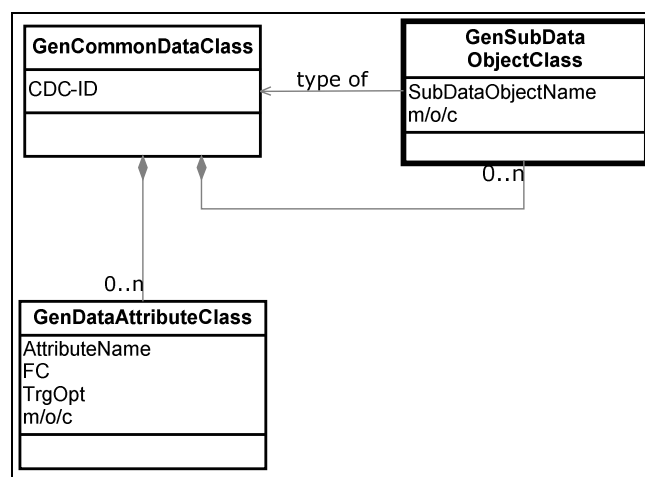 GenCommonDataClass
CDC-ID
type of
GenSubData
ObjectClass
SubDataObjectName
m/o/c
0..n
0..n
GenDataAttributeClass
AttributeName
FC
TrgOpt
m/o/c